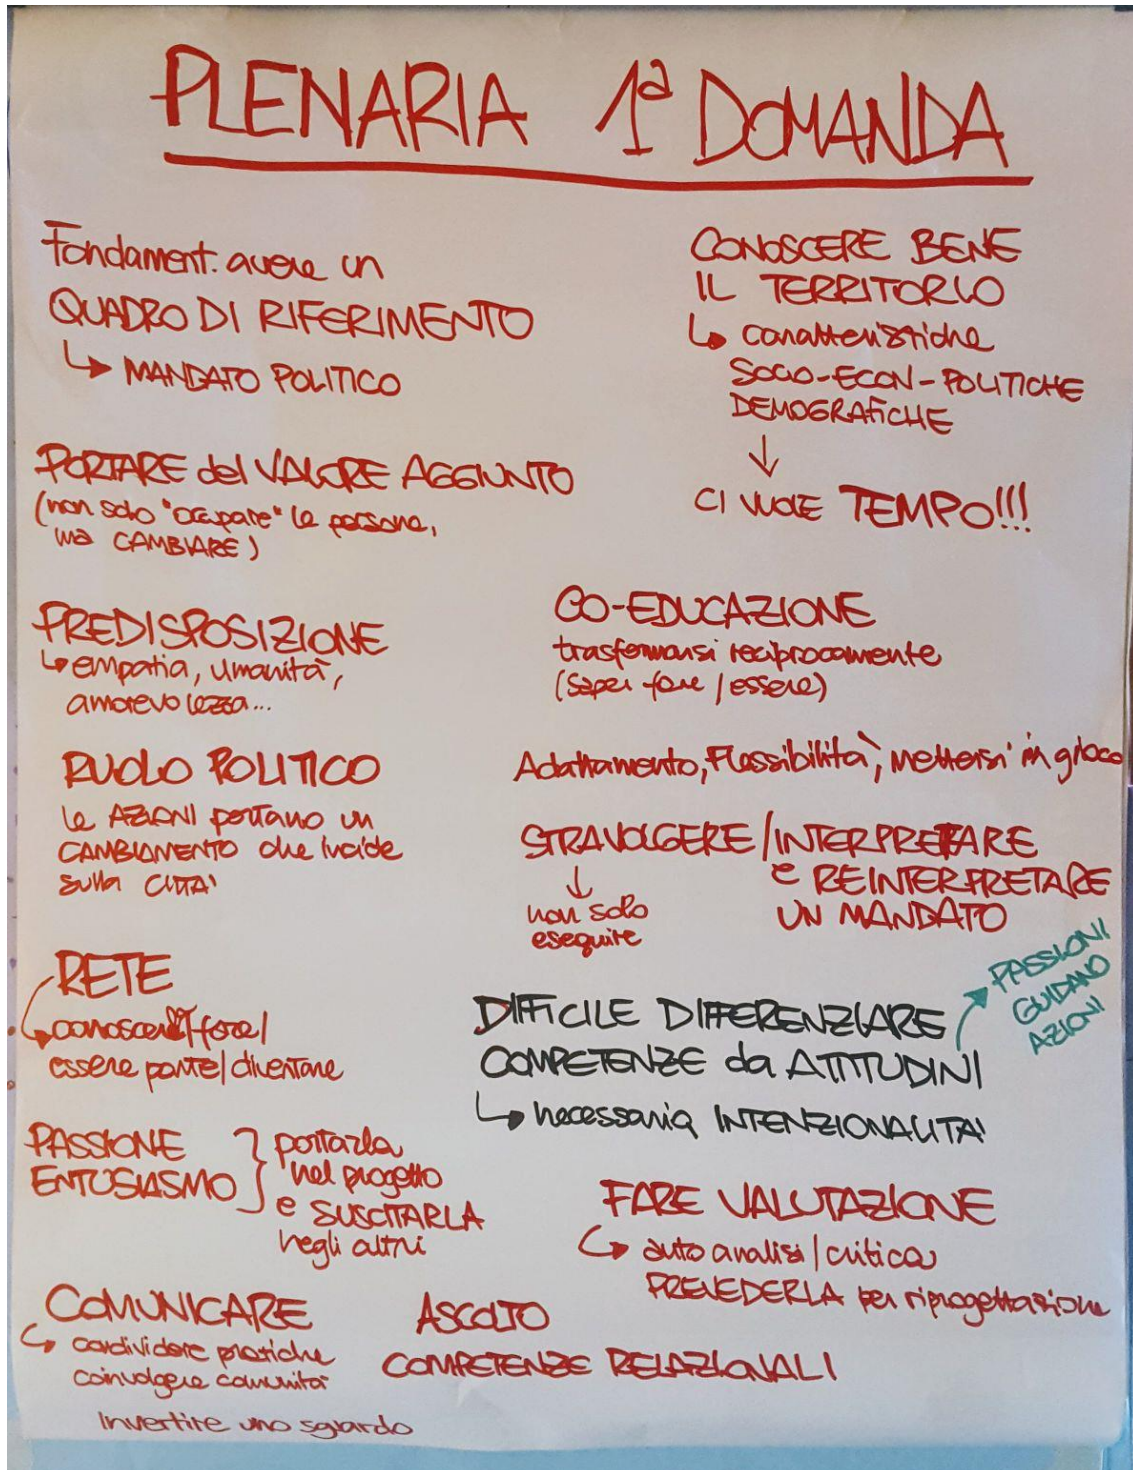 PLENARIA 1ª DOMANDA
Fondament. avere un
QUADRO DI RIFERIMENTO
↳ MANDATO POLITICO
PORTARE del VALORE AGGIUNTO
(non solo "occupare" le persone,
ma CAMBIARE)
PREDISPOSIZIONE
↳ empatia, umanità,
amorevolezza...
RUOLO POLITICO
le AZIONI portano un
CAMBIAMENTO che incide
sulla CITTA'
RETE
↳ conoscere/fare/
essere parte/diventare
PASSIONE
ENTUSIASMO
portarla
nel progetto
e SUSCITARLA
negli altri
COMUNICARE
↳ condividere pratiche
coinvolgere comunità
Invertire uno sguardo
CONOSCERE BENE
IL TERRITORIO
↳ caratteristiche
SOCIO-ECON-POLITICHE
DEMOGRAFICHE
↓
CI VUOLE TEMPO!!!
CO-EDUCAZIONE
trasformarsi reciprocamente
(saper fare / essere)
Adattamento, Flessibilità, mettersi in gioco
STRAVOLGERE/INTERPRETARE
e REINTERPRETARE
UN MANDATO
↓
non solo
eseguire
DIFFICILE DIFFERENZIARE
COMPETENZE da ATTITUDINI
↳ necessaria INTENZIONALITA'
PASSIONI
GUIDANO
AZIONI
FARE VALUTAZIONE
↳ auto analisi/critica
PREVEDERLA per riprogettazione
ASCOLTO
COMPETENZE RELAZIONALI